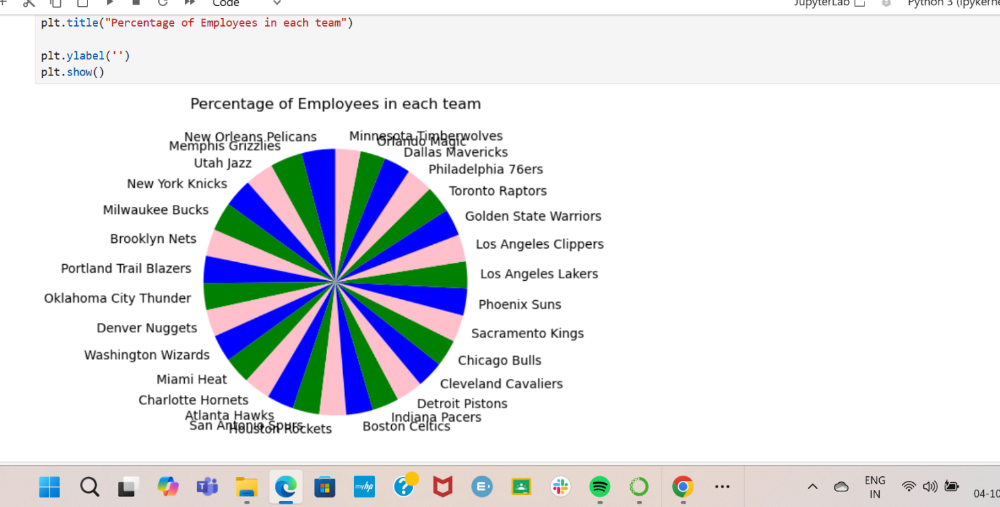 Code
JupyterLab
Python 3 (ipykerne
plt.title("Percentage of Employees in each team")
plt.ylabel('')
plt.show()
Percentage of Employees in each team
New Orleans Pelicans
Minnesota Timberwolves
Memphis Grizzlies
Orlando Magic
Utah Jazz
Dallas Mavericks
New York Knicks
Philadelphia 76ers
Milwaukee Bucks
Toronto Raptors
Brooklyn Nets
Golden State Warriors
Portland Trail Blazers
Los Angeles Clippers
Oklahoma City Thunder
Los Angeles Lakers
Denver Nuggets
Phoenix Suns
Washington Wizards
Sacramento Kings
Miami Heat
Chicago Bulls
Charlotte Hornets
Cleveland Cavaliers
Atlanta Hawks
Detroit Pistons
San Antonio Spurs
Indiana Pacers
Houston Rockets
Boston Celtics
myhp
ENG
IN
04-10